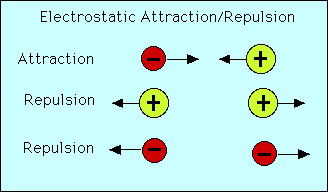 Electrostatic Attraction/Repulsion
Attraction − +
Repulsion + +
Repulsion − −